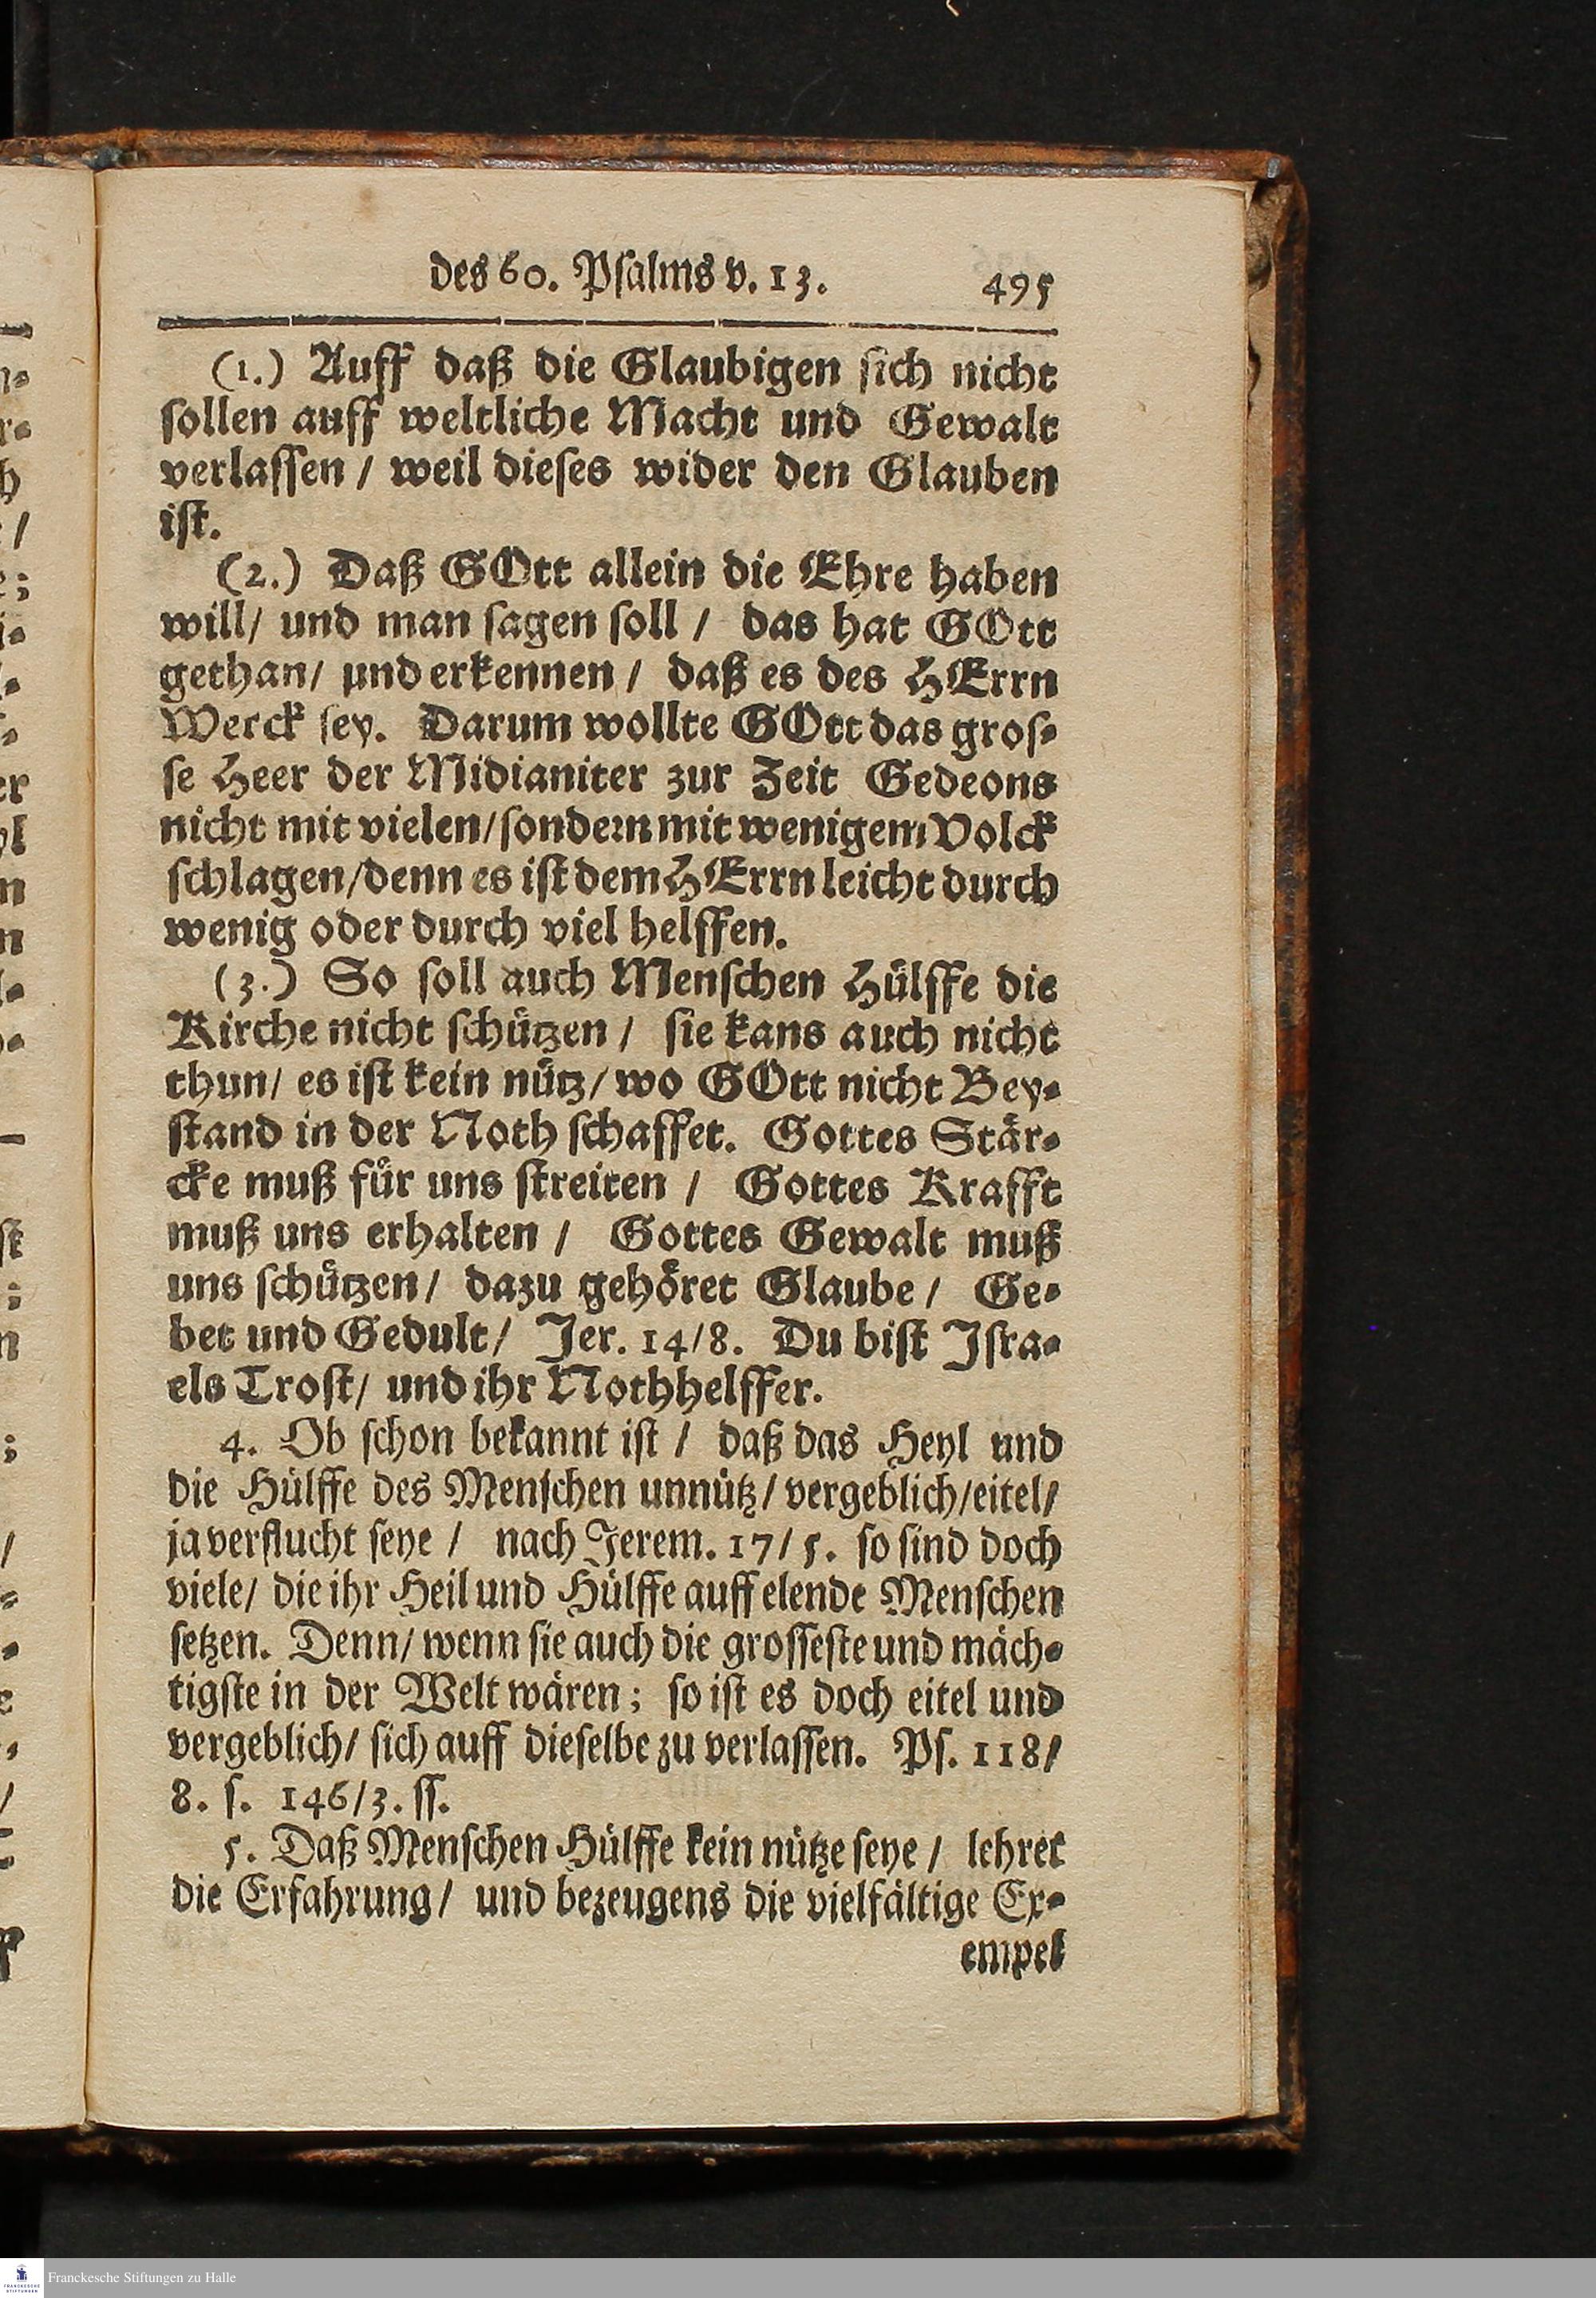 des 60. Psalms v. 13. 495
(1.) Auff daß die Glaubigen sich nicht
sollen auff weltliche Macht und Gewalt
verlassen / weil dieses wider den Glauben
ist.
(2.) Daß GOtt allein die Ehre haben
will/ und man sagen soll / das hat GOtt
gethan/ und erkennen / daß es des HErrn
Werck sey. Darum wollte GOtt das gros-
se Heer der Midianiter zur Zeit Gedeons
nicht mit vielen/sondern mit wenigem Volck
schlagen/denn es ist dem HErrn leicht durch
wenig oder durch viel helffen.
(3.) So soll auch Menschen Hülffe die
Kirche nicht schützen / sie kans auch nicht
thun/ es ist kein nütz/ wo GOtt nicht Bey-
stand in der Noth schaffet. Gottes Stär-
cke muß für uns streiten / Gottes Krafft
muß uns erhalten / Gottes Gewalt muß
uns schützen/ dazu gehöret Glaube / Ge-
bet und Gedult/ Jer. 14/8. Du bist Jsra-
els Trost/ und ihr Nothhelffer.
4. Ob schon bekannt ist / daß das Heyl und
die Hülffe des Menschen unnütz/ vergeblich/eitel/
ja verflucht seye / nach Jerem. 17/5. so sind doch
viele/ die ihr Heil und Hülffe auff elende Menschen
setzen. Denn/ wenn sie auch die grosseste und mäch-
tigste in der Welt wären; so ist es doch eitel und
vergeblich/ sich auff dieselbe zu verlassen. Ps. 118/
8. s. 146/3. ss.
5. Daß Menschen Hülffe kein nütze seye / lehret
die Erfahrung/ und bezeugens die vielfältige Ex-
empel
Franckesche Stiftungen zu Halle